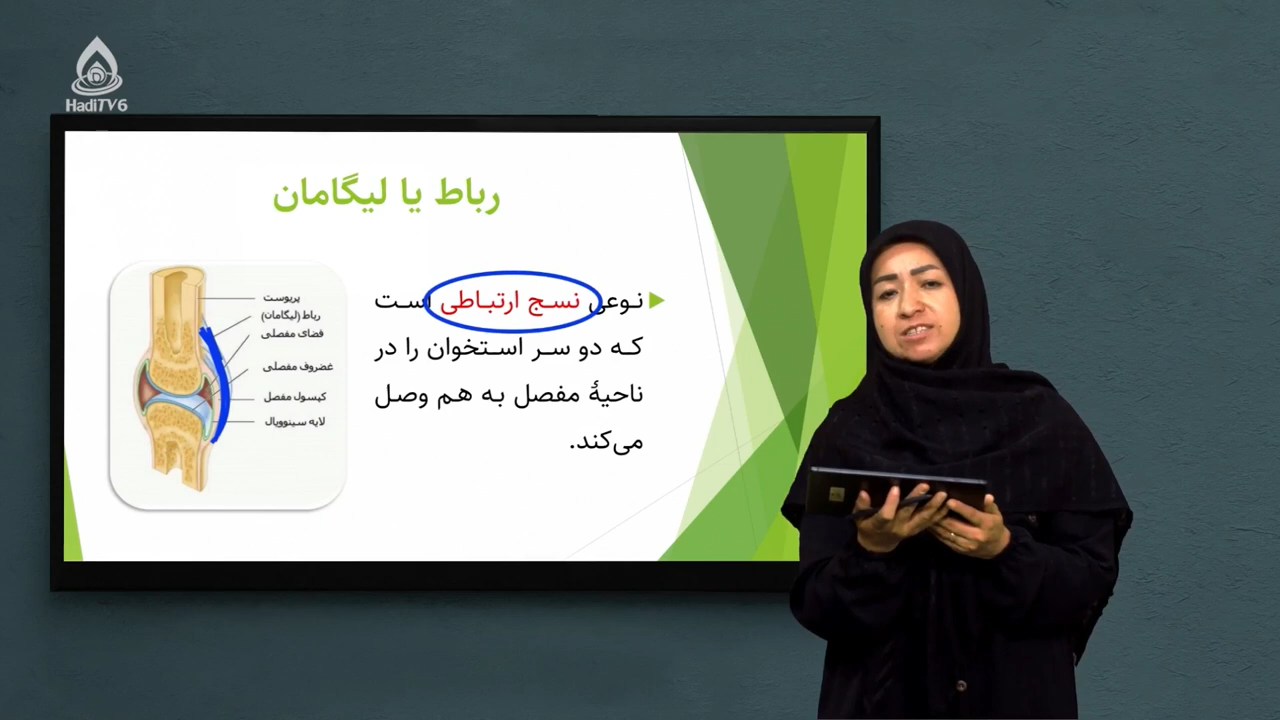 HadiTV6
رباط یا لیگامان
نوعی نسج ارتباطی است
که دو سر استخوان را در
ناحیهٔ مفصل به هم وصل
می‌کند.
پریوست
رباط (لیگامان)
فضای مفصلی
غضروف مفصلی
کپسول مفصل
لایه سینوویال